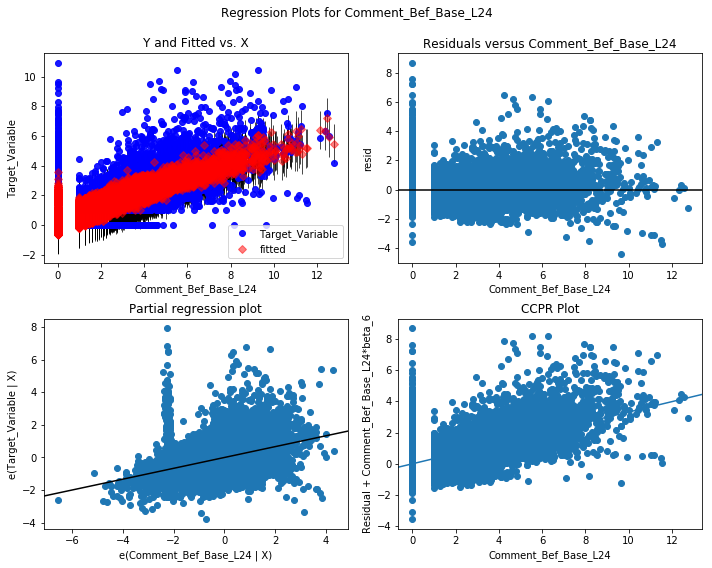 Regression Plots for Comment_Bef_Base_L24
Y and Fitted vs. X
Target_Variable
10
8
6
4
2
0
−2
0 2 4 6 8 10 12
Comment_Bef_Base_L24
Target_Variable
fitted
Residuals versus Comment_Bef_Base_L24
resid
8
6
4
2
0
−2
−4
0 2 4 6 8 10 12
Comment_Bef_Base_L24
Partial regression plot
e(Target_Variable | X)
8
6
4
2
0
−2
−4
−6 −4 −2 0 2 4
e(Comment_Bef_Base_L24 | X)
CCPR Plot
Residual + Comment_Bef_Base_L24*beta_6
8
6
4
2
0
−2
−4
0 2 4 6 8 10 12
Comment_Bef_Base_L24